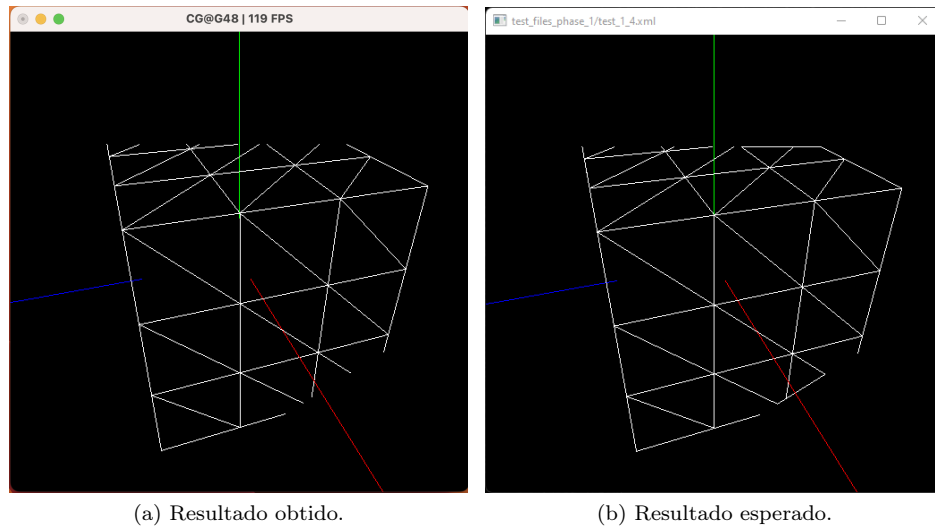 CG@G48 | 119 FPS
test_files_phase_1/test_1_4.xml
(a) Resultado obtido.
(b) Resultado esperado.